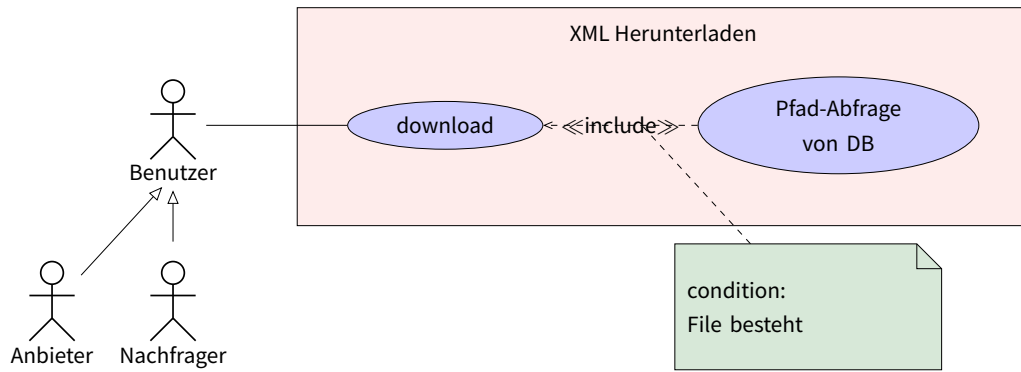 XML Herunterladen
download
≪include≫
Pfad-Abfrage
von DB
Benutzer
Anbieter
Nachfrager
condition:
File besteht